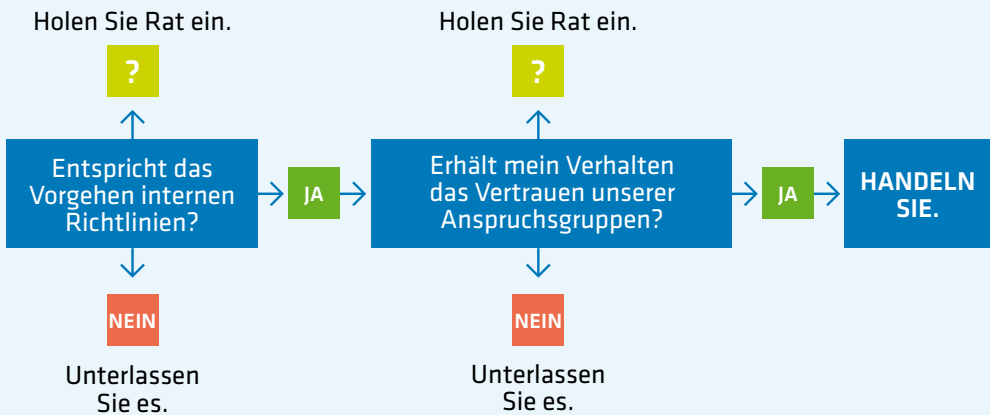 Holen Sie Rat ein.
Holen Sie Rat ein.
?
?
Entspricht das
Vorgehen internen
Richtlinien?
JA
Erhält mein Verhalten
das Vertrauen unserer
Anspruchsgruppen?
JA
HANDELN
SIE.
NEIN
NEIN
Unterlassen
Sie es.
Unterlassen
Sie es.